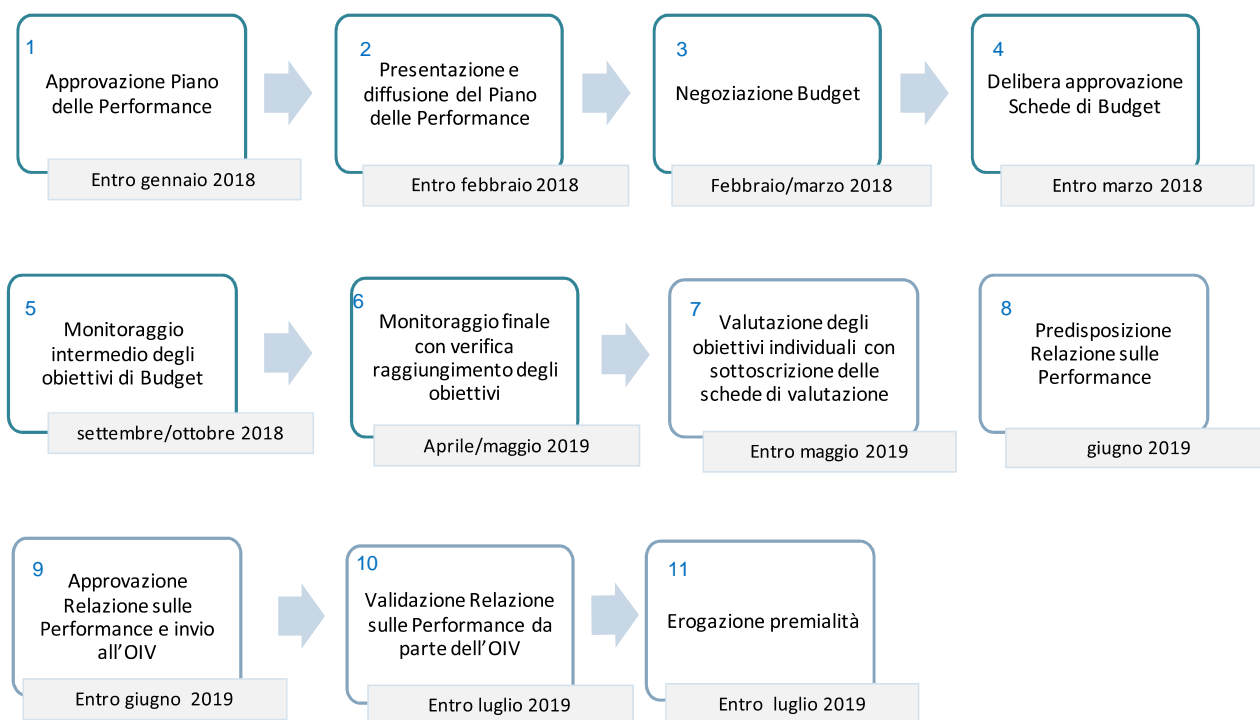 1
Approvazione Piano
delle Performance
Entro gennaio 2018
2
Presentazione e
diffusione del Piano
delle Performance
Entro febbraio 2018
3
Negoziazione Budget
Febbraio/marzo 2018
4
Delibera approvazione
Schede di Budget
Entro marzo 2018
5
Monitoraggio
intermedio degli
obiettivi di Budget
settembre/ottobre 2018
6
Monitoraggio finale
con verifica
raggiungimento degli
obiettivi
Aprile/maggio 2019
7
Valutazione degli
obiettivi individuali con
sottoscrizione delle
schede di valutazione
Entro maggio 2019
8
Predisposizione
Relazione sulle
Performance
giugno 2019
9
Approvazione
Relazione sulle
Performance e invio
all’OIV
Entro giugno 2019
10
Validazione Relazione
sulle Performance da
parte dell’OIV
Entro luglio 2019
11
Erogazione premialità
Entro luglio 2019